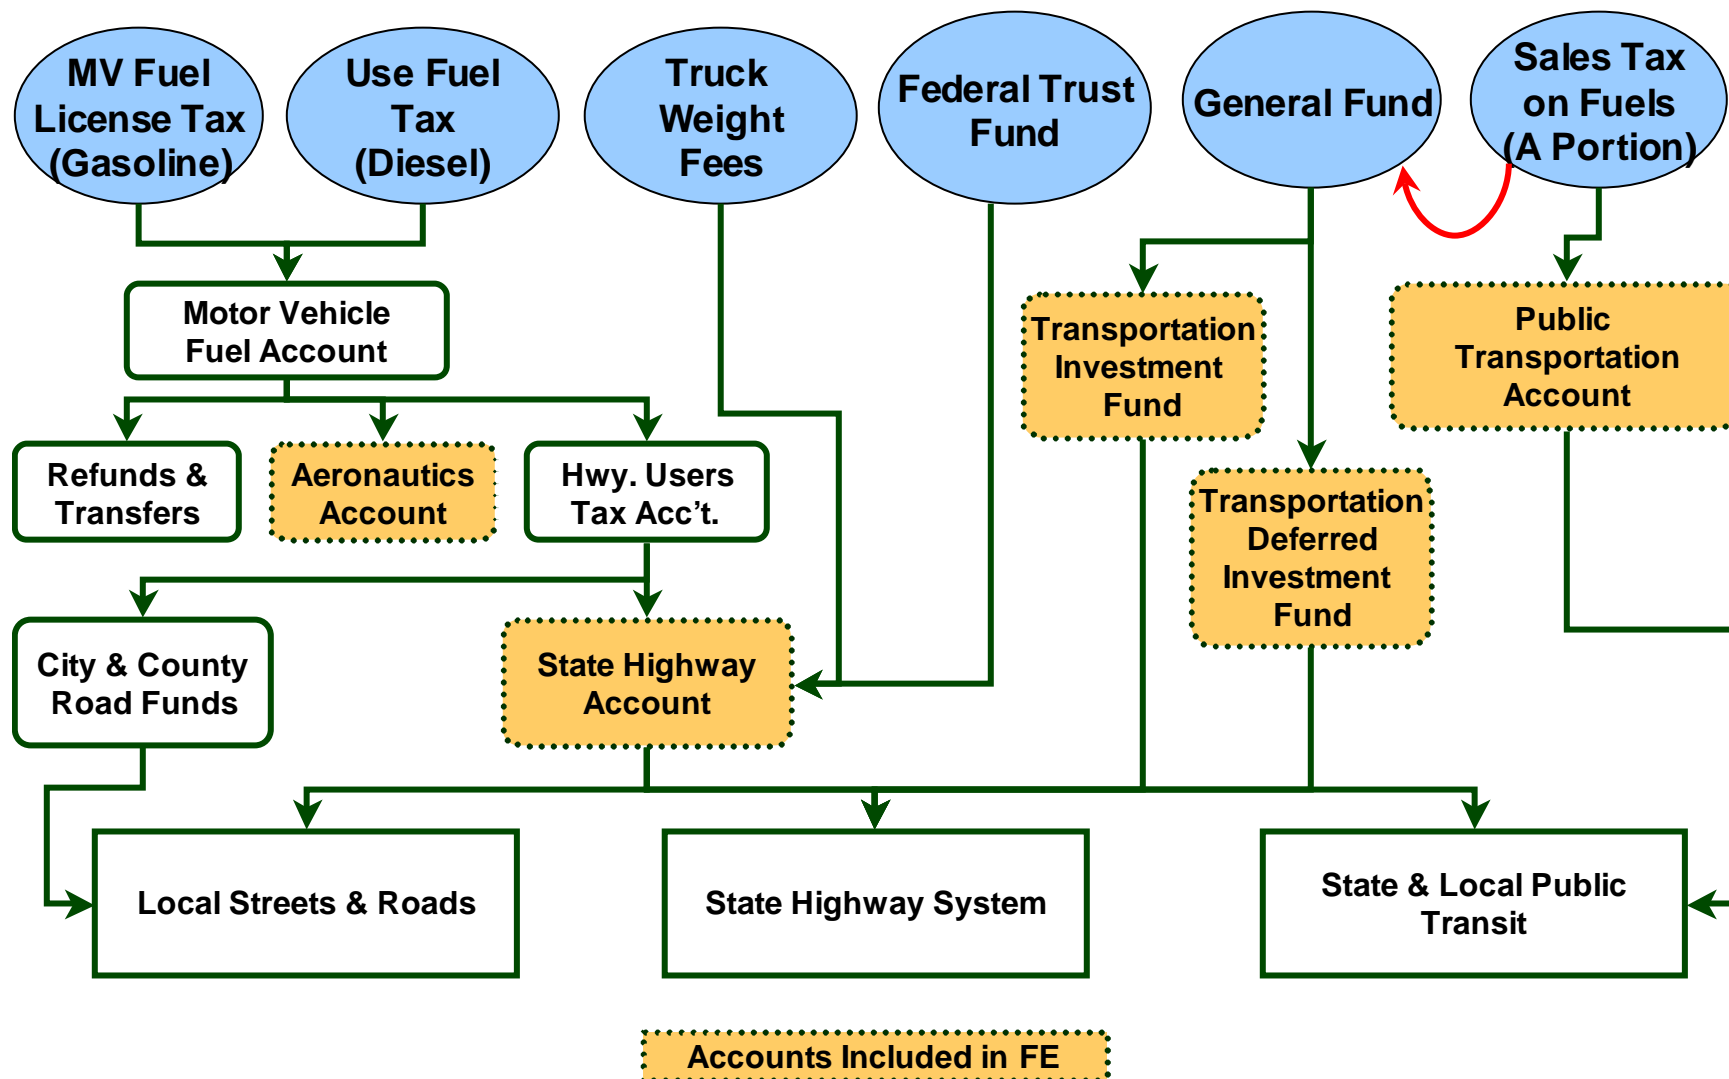 MV Fuel
License Tax
(Gasoline)
Use Fuel
Tax
(Diesel)
Truck
Weight
Fees
Federal Trust
Fund
General Fund
Sales Tax
on Fuels
(A Portion)
Motor Vehicle
Fuel Account
Transportation
Investment
Fund
Public
Transportation
Account
Refunds &
Transfers
Aeronautics
Account
Hwy. Users
Tax Acc’t.
Transportation
Deferred
Investment
Fund
City & County
Road Funds
State Highway
Account
Local Streets & Roads
State Highway System
State & Local Public
Transit
Accounts Included in FE